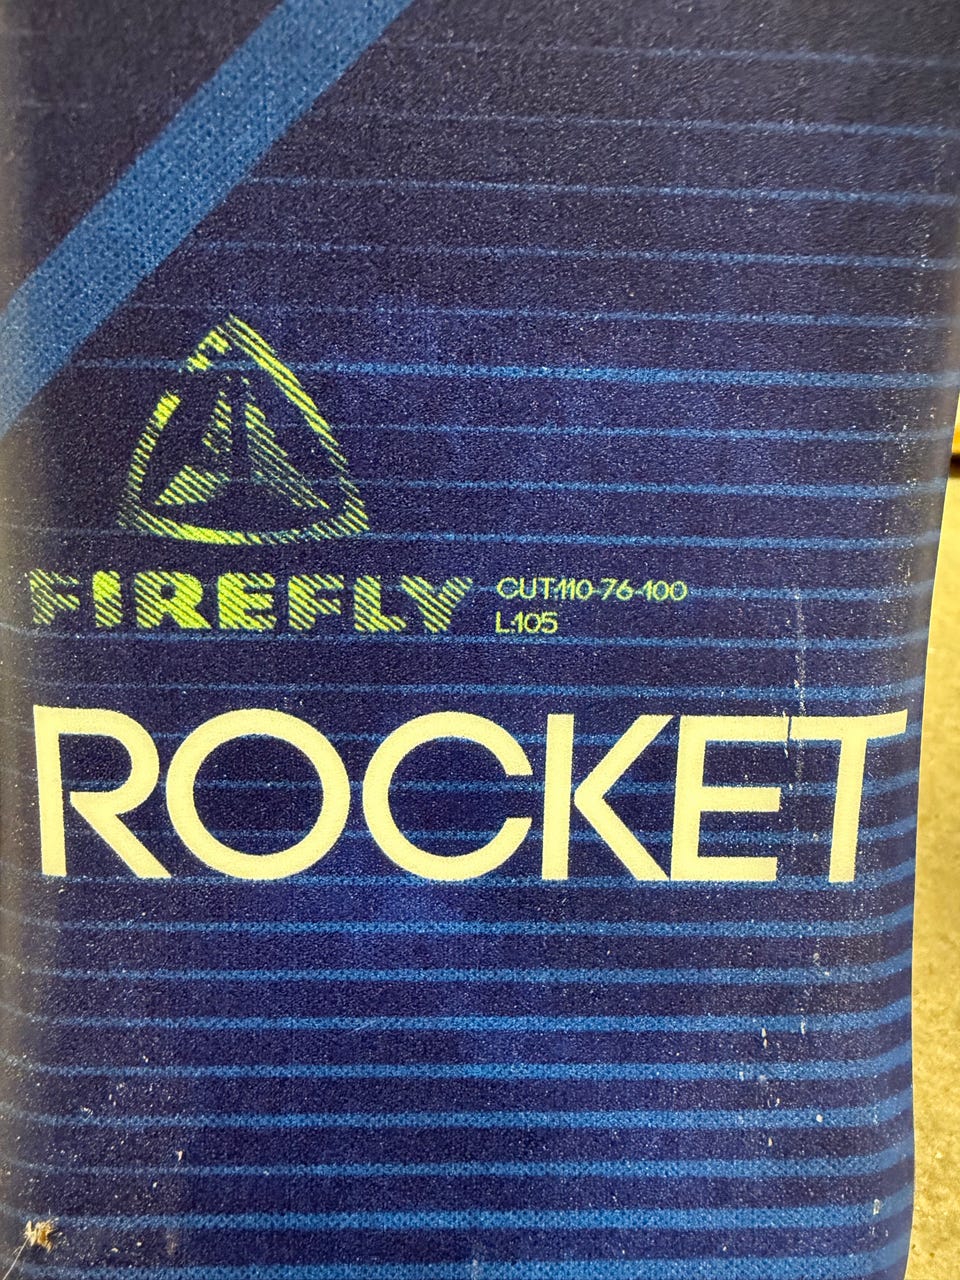 FIREFLY
CUT:110-76-100
L:105
ROCKET